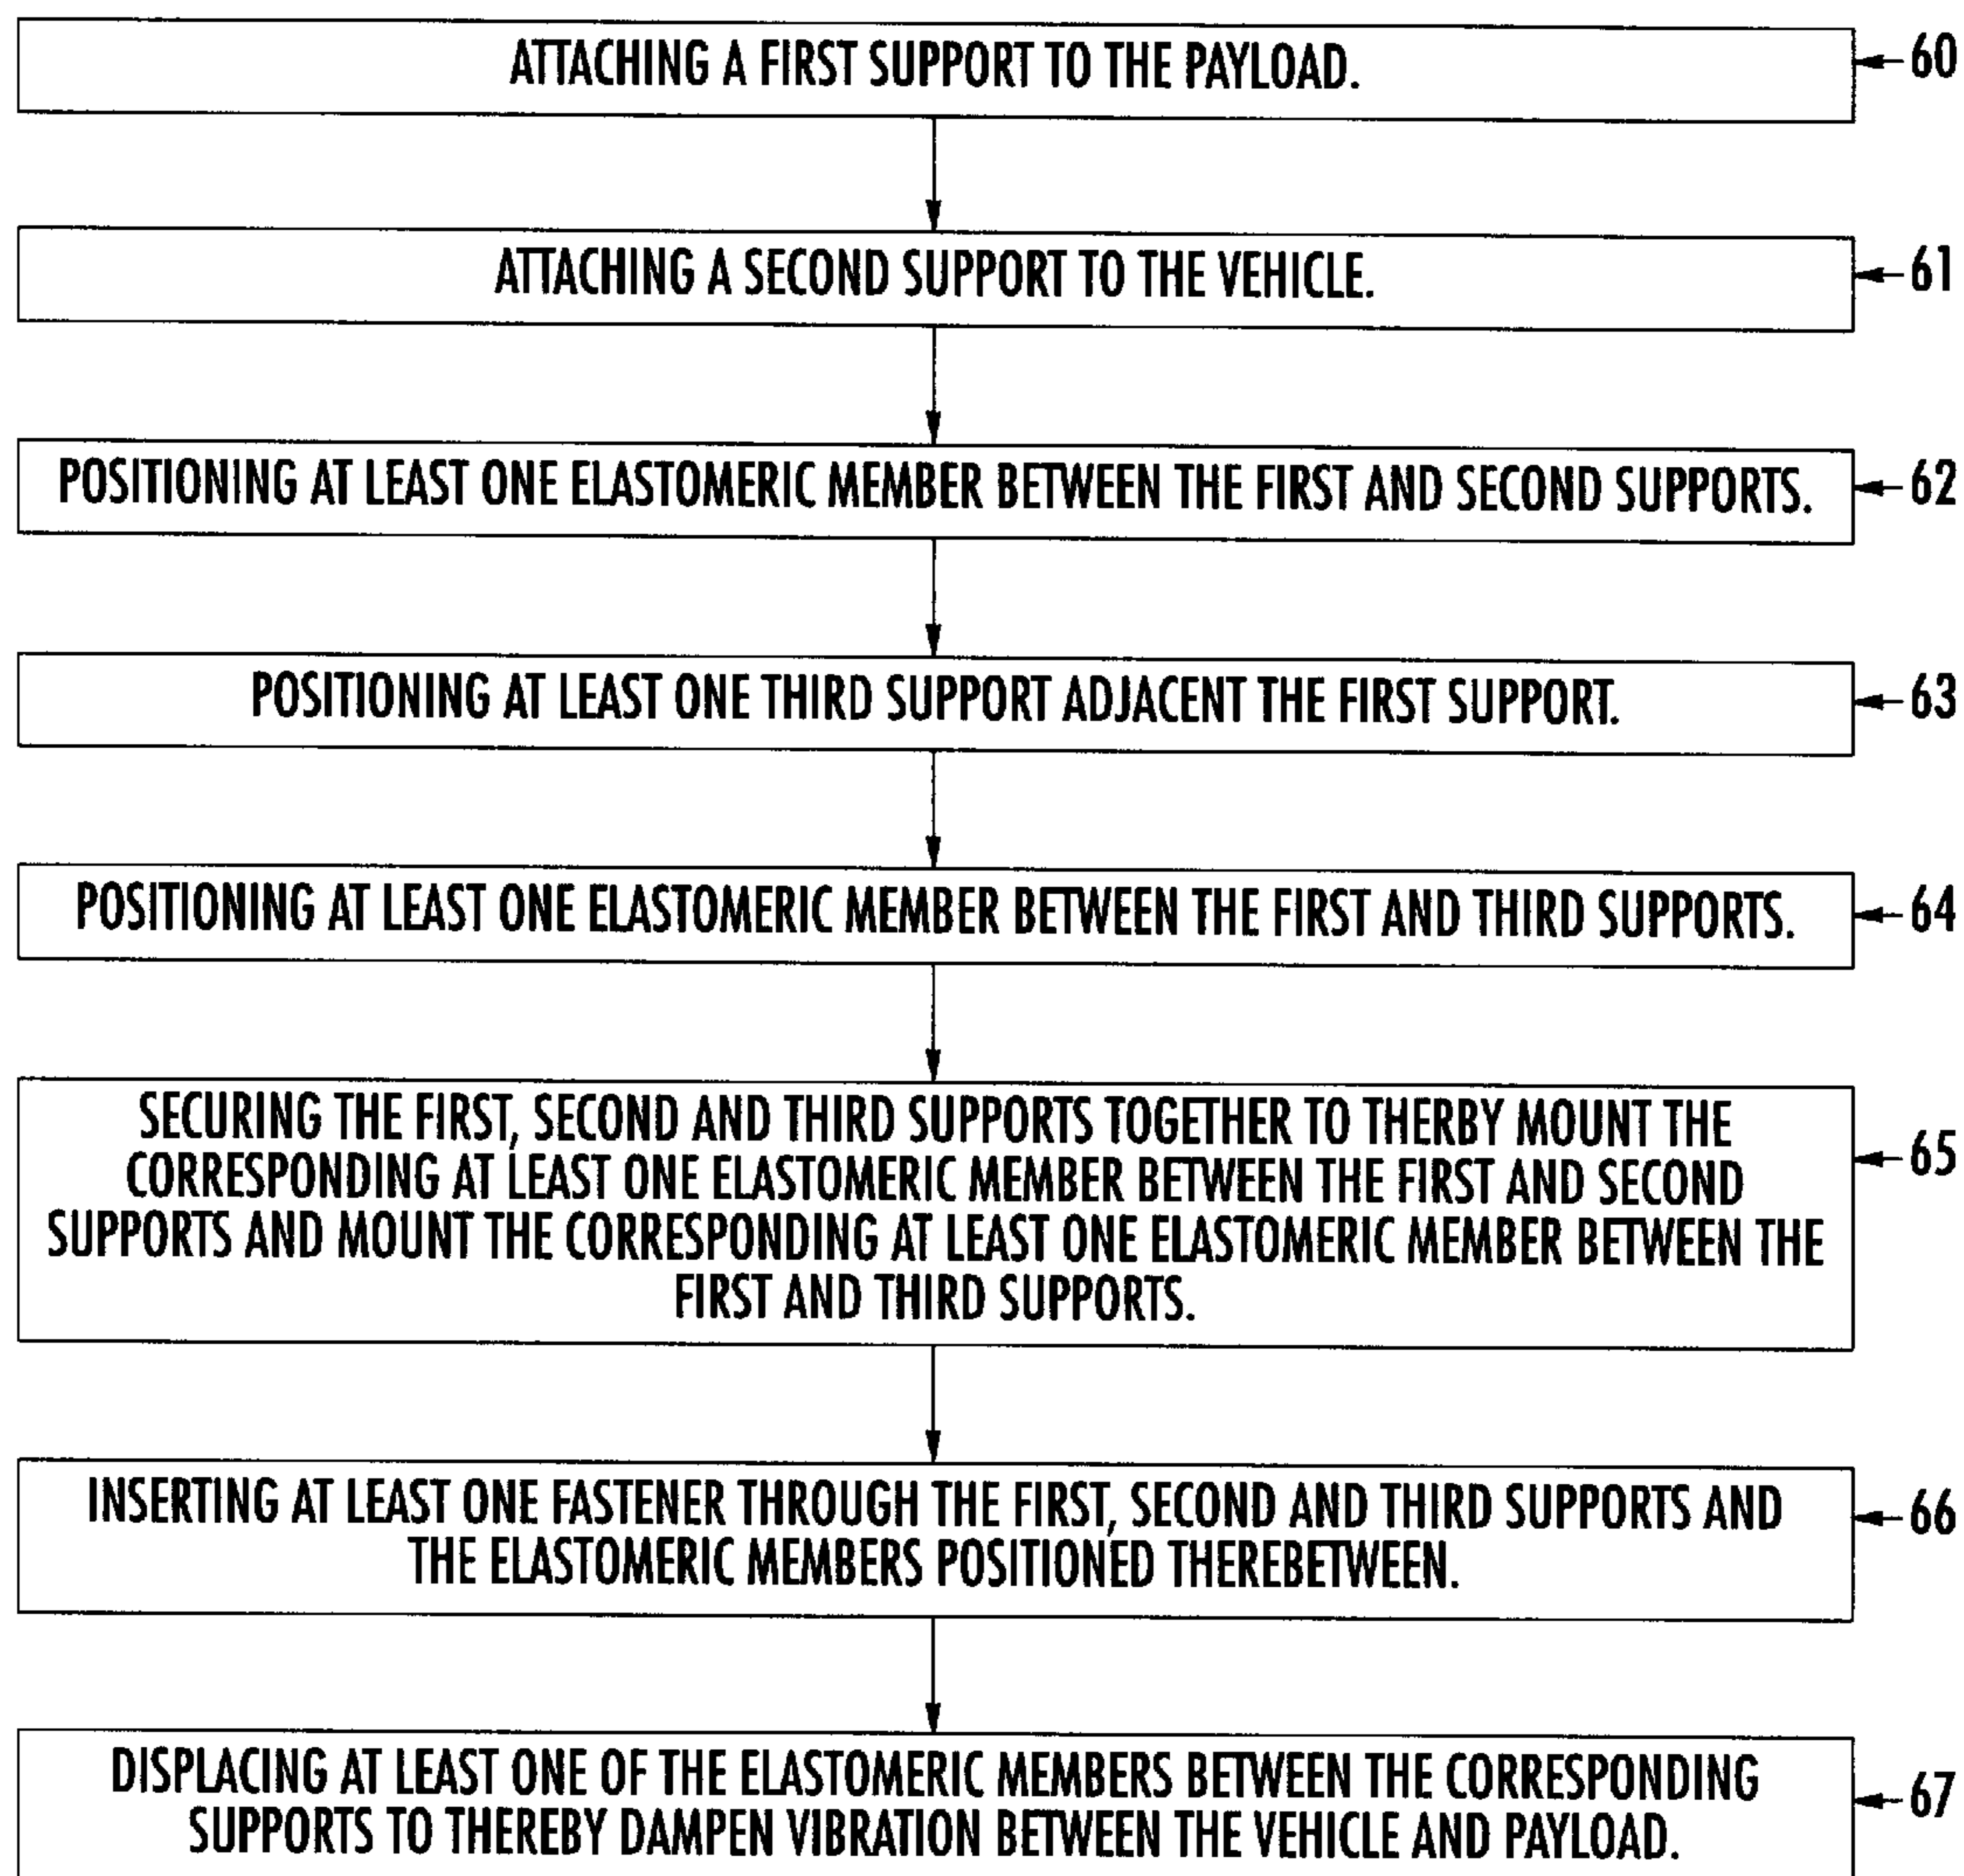 ATTACHING A FIRST SUPPORT TO THE PAYLOAD.
60
ATTACHING A SECOND SUPPORT TO THE VEHICLE.
61
POSITIONING AT LEAST ONE ELASTOMERIC MEMBER BETWEEN THE FIRST AND SECOND SUPPORTS.
62
POSITIONING AT LEAST ONE THIRD SUPPORT ADJACENT THE FIRST SUPPORT.
63
POSITIONING AT LEAST ONE ELASTOMERIC MEMBER BETWEEN THE FIRST AND THIRD SUPPORTS.
64
SECURING THE FIRST, SECOND AND THIRD SUPPORTS TOGETHER TO THERBY MOUNT THE
CORRESPONDING AT LEAST ONE ELASTOMERIC MEMBER BETWEEN THE FIRST AND SECOND
SUPPORTS AND MOUNT THE CORRESPONDING AT LEAST ONE ELASTOMERIC MEMBER BETWEEN THE
FIRST AND THIRD SUPPORTS.
65
INSERTING AT LEAST ONE FASTENER THROUGH THE FIRST, SECOND AND THIRD SUPPORTS AND
THE ELASTOMERIC MEMBERS POSITIONED THEREBETWEEN.
66
DISPLACING AT LEAST ONE OF THE ELASTOMERIC MEMBERS BETWEEN THE CORRESPONDING
SUPPORTS TO THEREBY DAMPEN VIBRATION BETWEEN THE VEHICLE AND PAYLOAD.
67